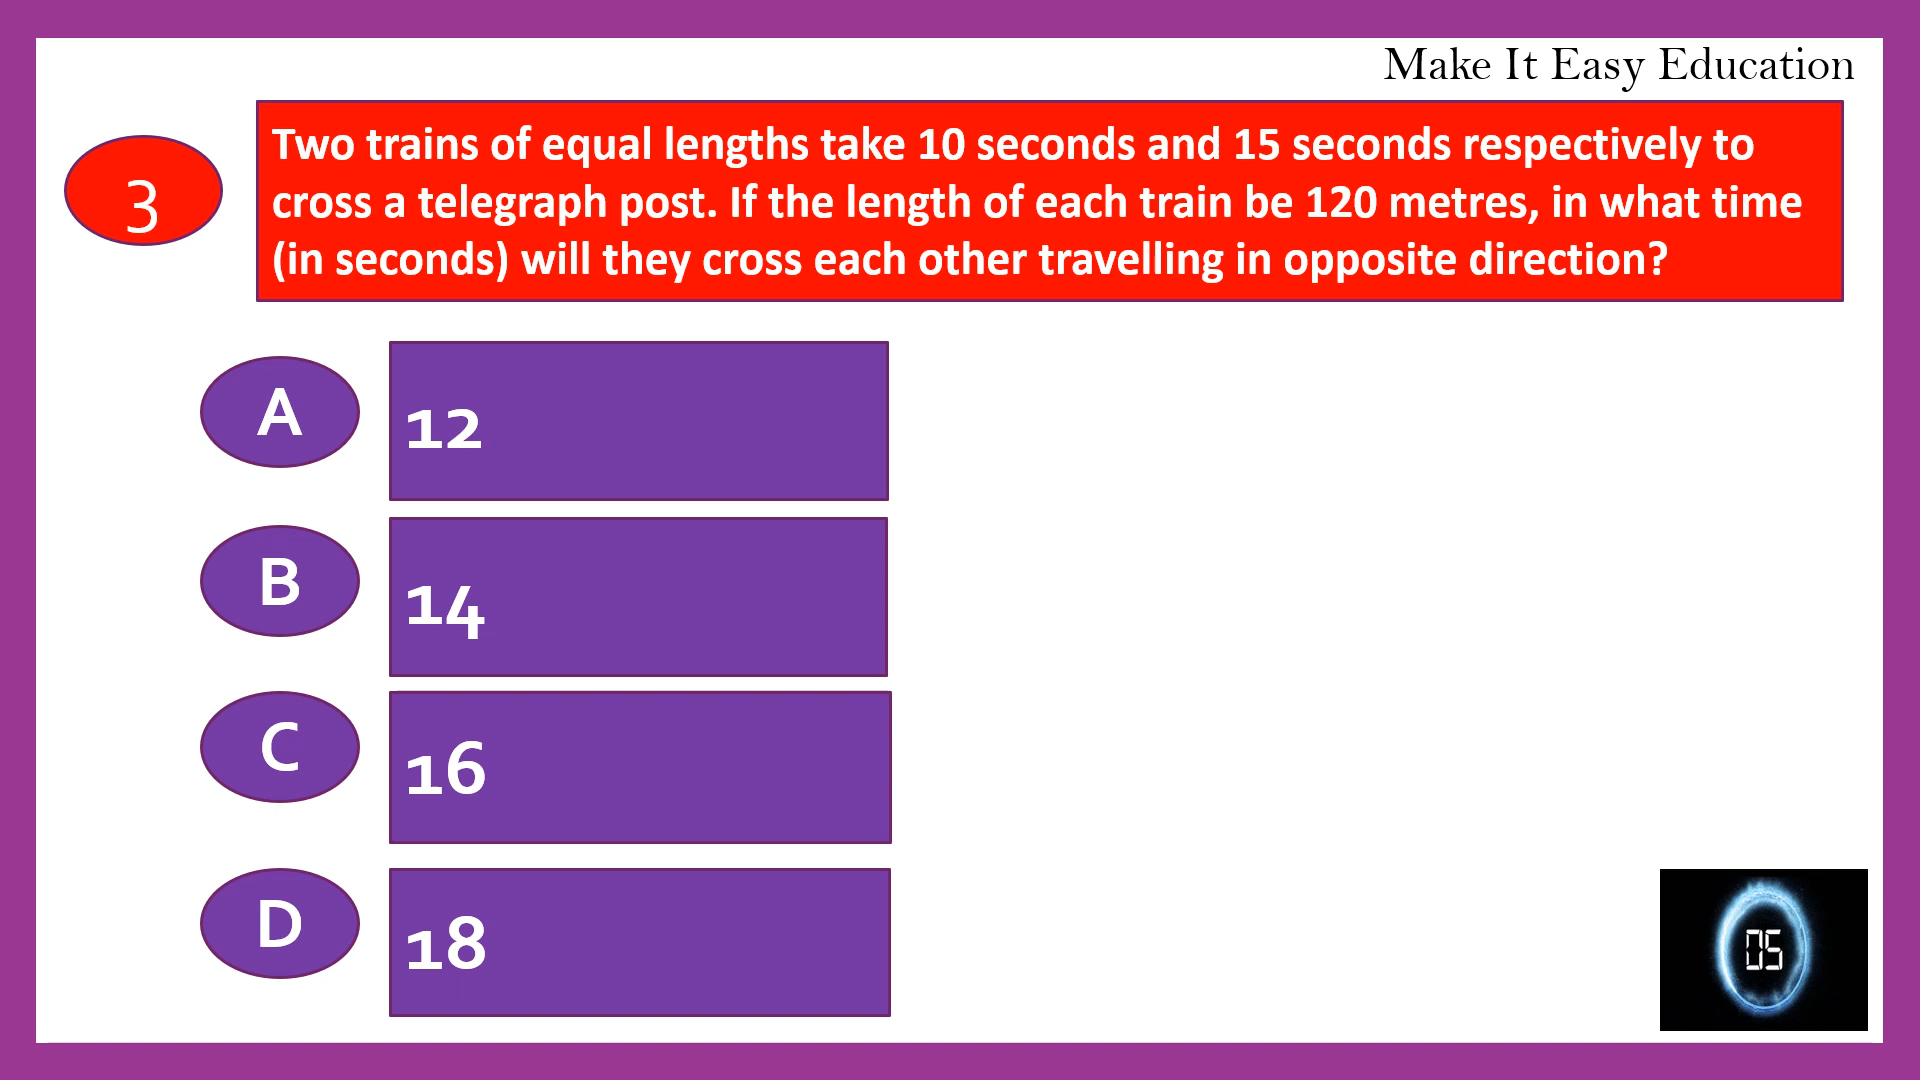 Make It Easy Education
3
Two trains of equal lengths take 10 seconds and 15 seconds respectively to
cross a telegraph post. If the length of each train be 120 metres, in what time
(in seconds) will they cross each other travelling in opposite direction?
A
12
B
14
C
16
D
18
05